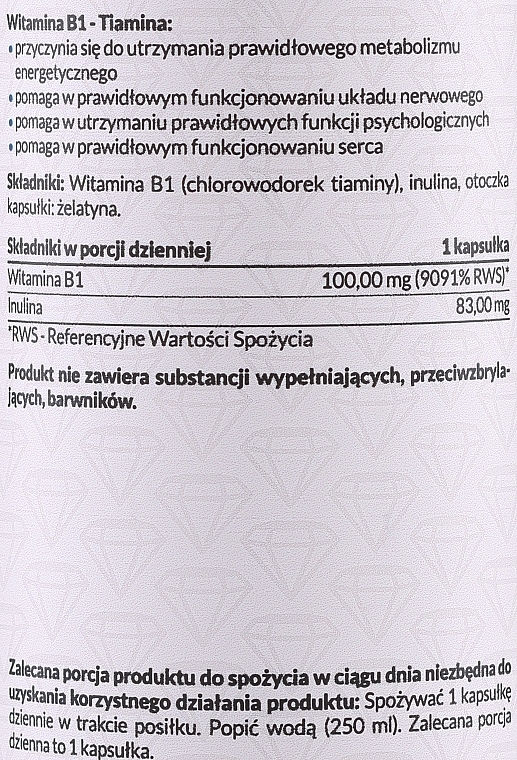 Witamina B1 - Tiamina:
• przyczynia się do utrzymania prawidłowego metabolizmu
energetycznego
• pomaga w prawidłowym funkcjonowaniu układu nerwowego
• pomaga w utrzymaniu prawidłowych funkcji psychologicznych
• pomaga w prawidłowym funkcjonowaniu serca
Składniki: Witamina B1 (chlorowodorek tiaminy), inulina, otoczka
kapsułki: żelatyna.
Składniki w porcji dziennej 1 kapsułka
Witamina B1 100,00 mg (9091% RWS)*
Inulina 83,00 mg
*RWS - Referencyjne Wartości Spożycia
Produkt nie zawiera substancji wypełniających, przeciwzbryla-
jących, barwników.
Zalecana porcja produktu do spożycia w ciągu dnia niezbędna do
uzyskania korzystnego działania produktu: Spożywać 1 kapsułkę
dziennie w trakcie posiłku. Popić wodą (250 ml). Zalecana porcja
dzienna to 1 kapsułka.